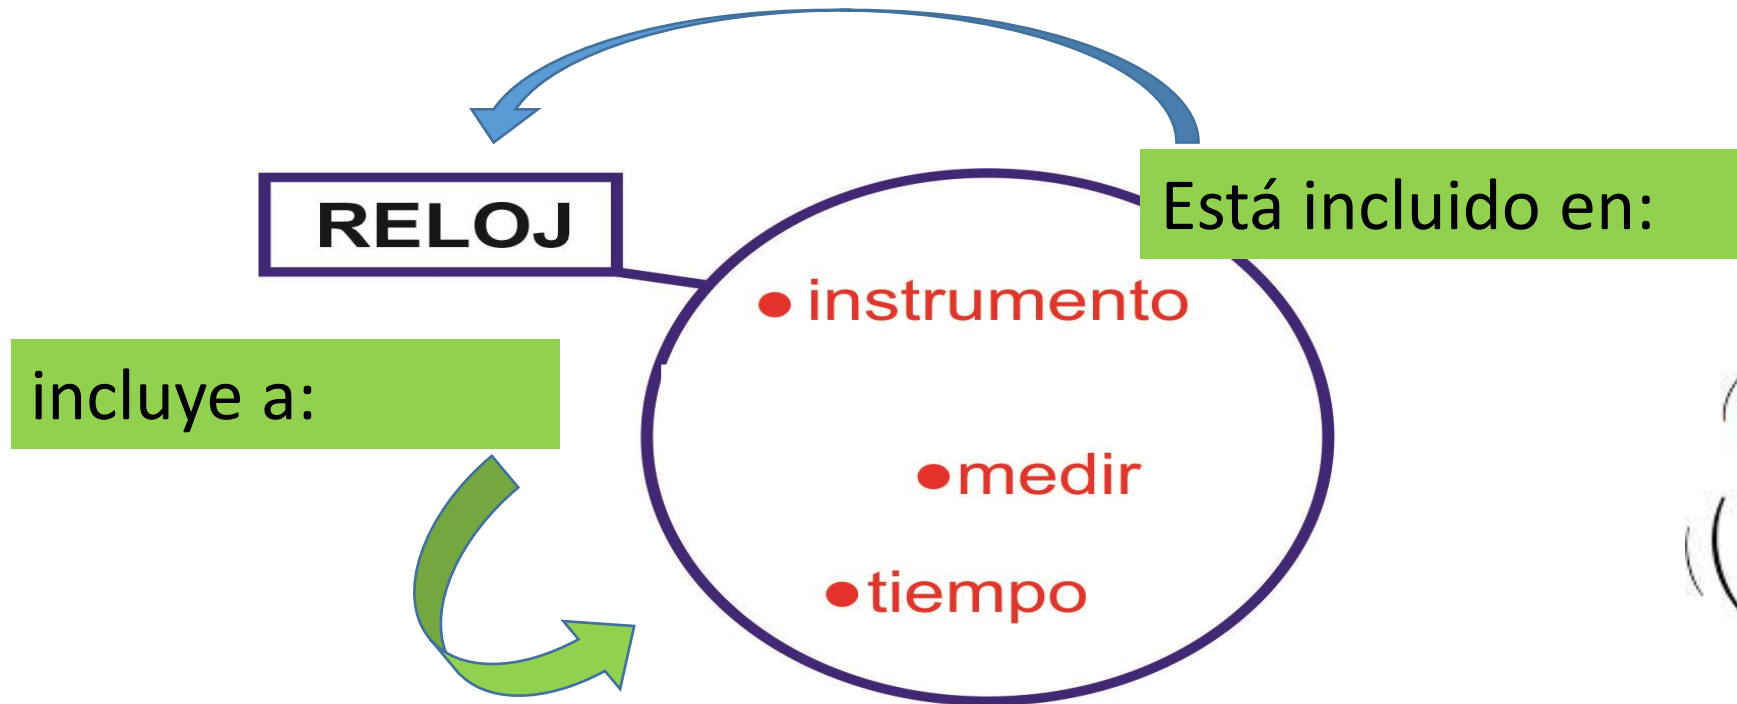 RELOJ
Está incluido en:
● instrumento
incluye a:
●medir
●tiempo